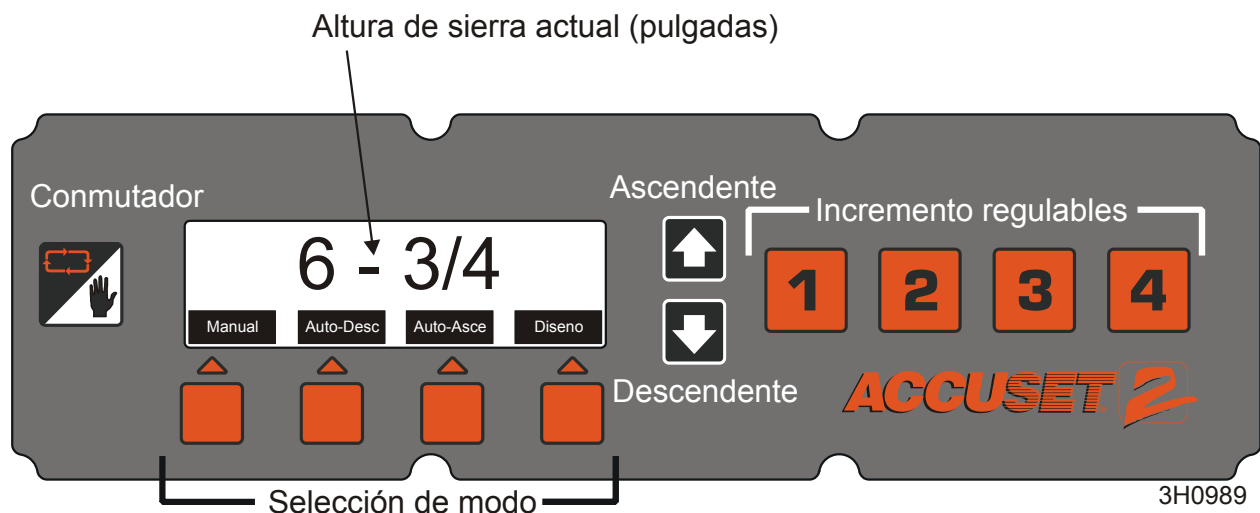 Altura de sierra actual (pulgadas)
Conmutador
6 - 3/4
Manual Auto-Desc Auto-Asce Diseno
Selección de modo
Ascendente
Descendente
Incremento regulables
1 2 3 4
ACCUSET 2
3H0989